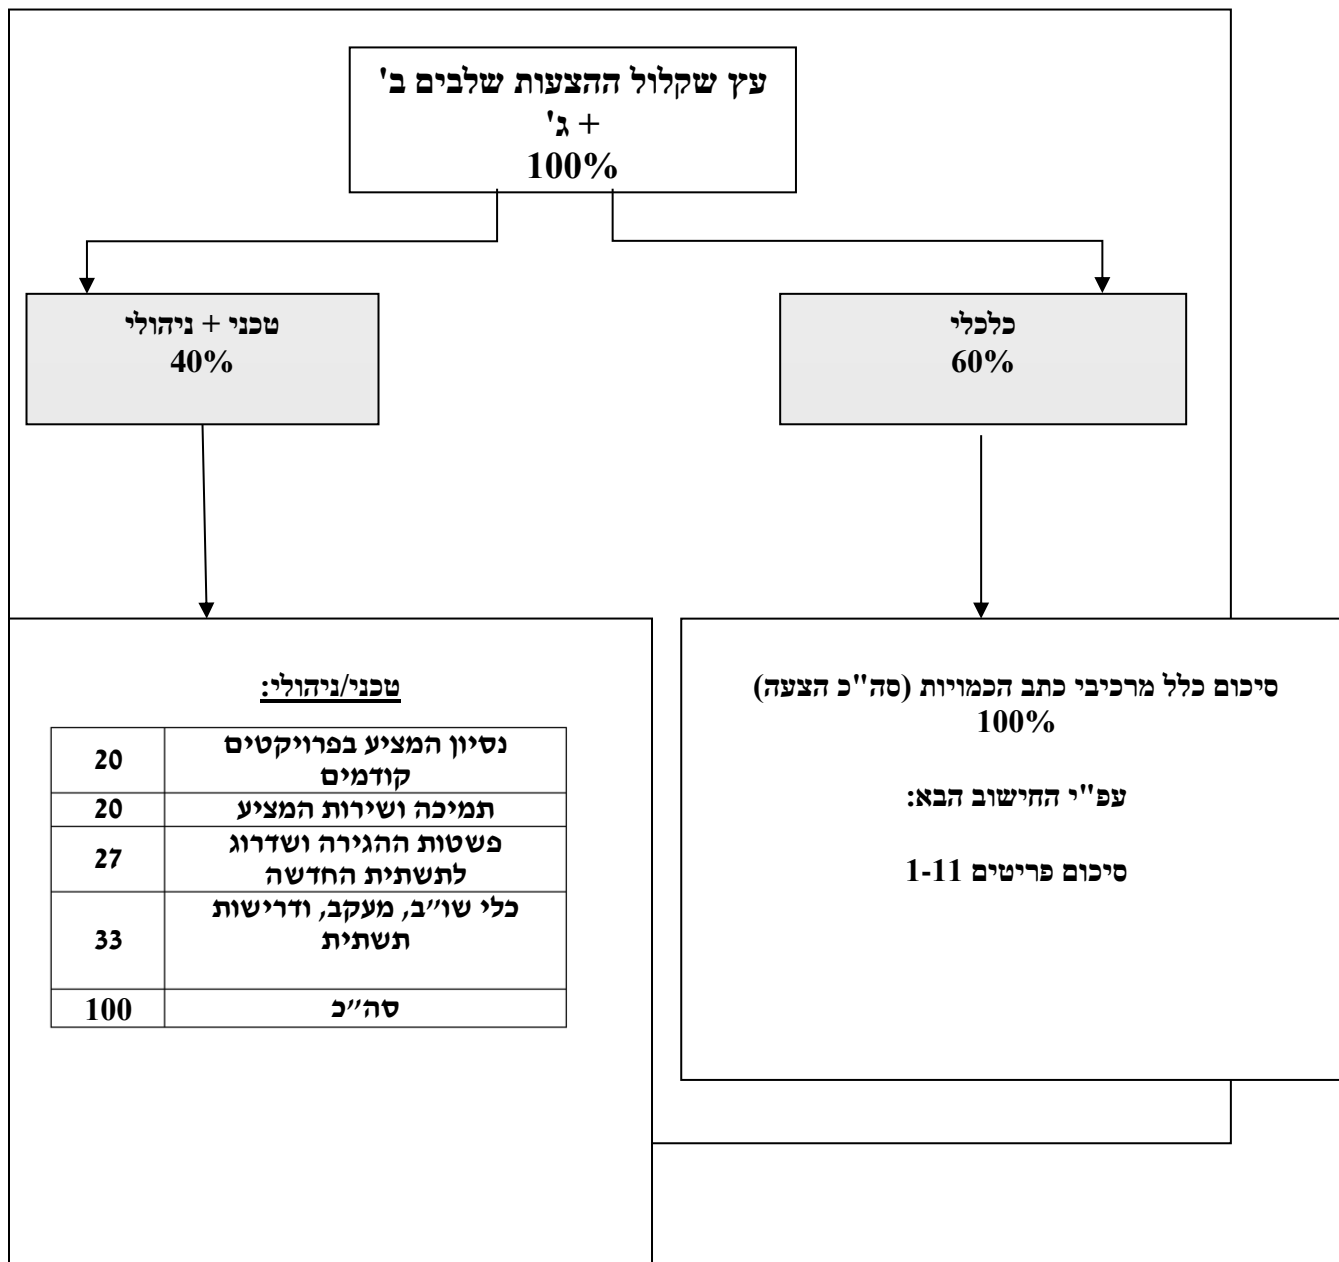 עץ שקלול ההצעות שלבים ב'
+ ג'
100%
כלכלי
60%
טכני + ניהולי
40%
סיכום כלל מרכיבי כתב הכמויות (סה"כ הצעה)
100%
עפ"י החישוב הבא:
סיכום פריטים 1-11
טכני/ניהולי:
נסיון המציע בפרויקטים
קודמים
20
תמיכה ושירות המציע
20
פשטות ההגירה ושדרוג
לתשתית החדשה
27
כלי שו״ב, מעקב, ודרישות
תשתית
33
סה״כ
100